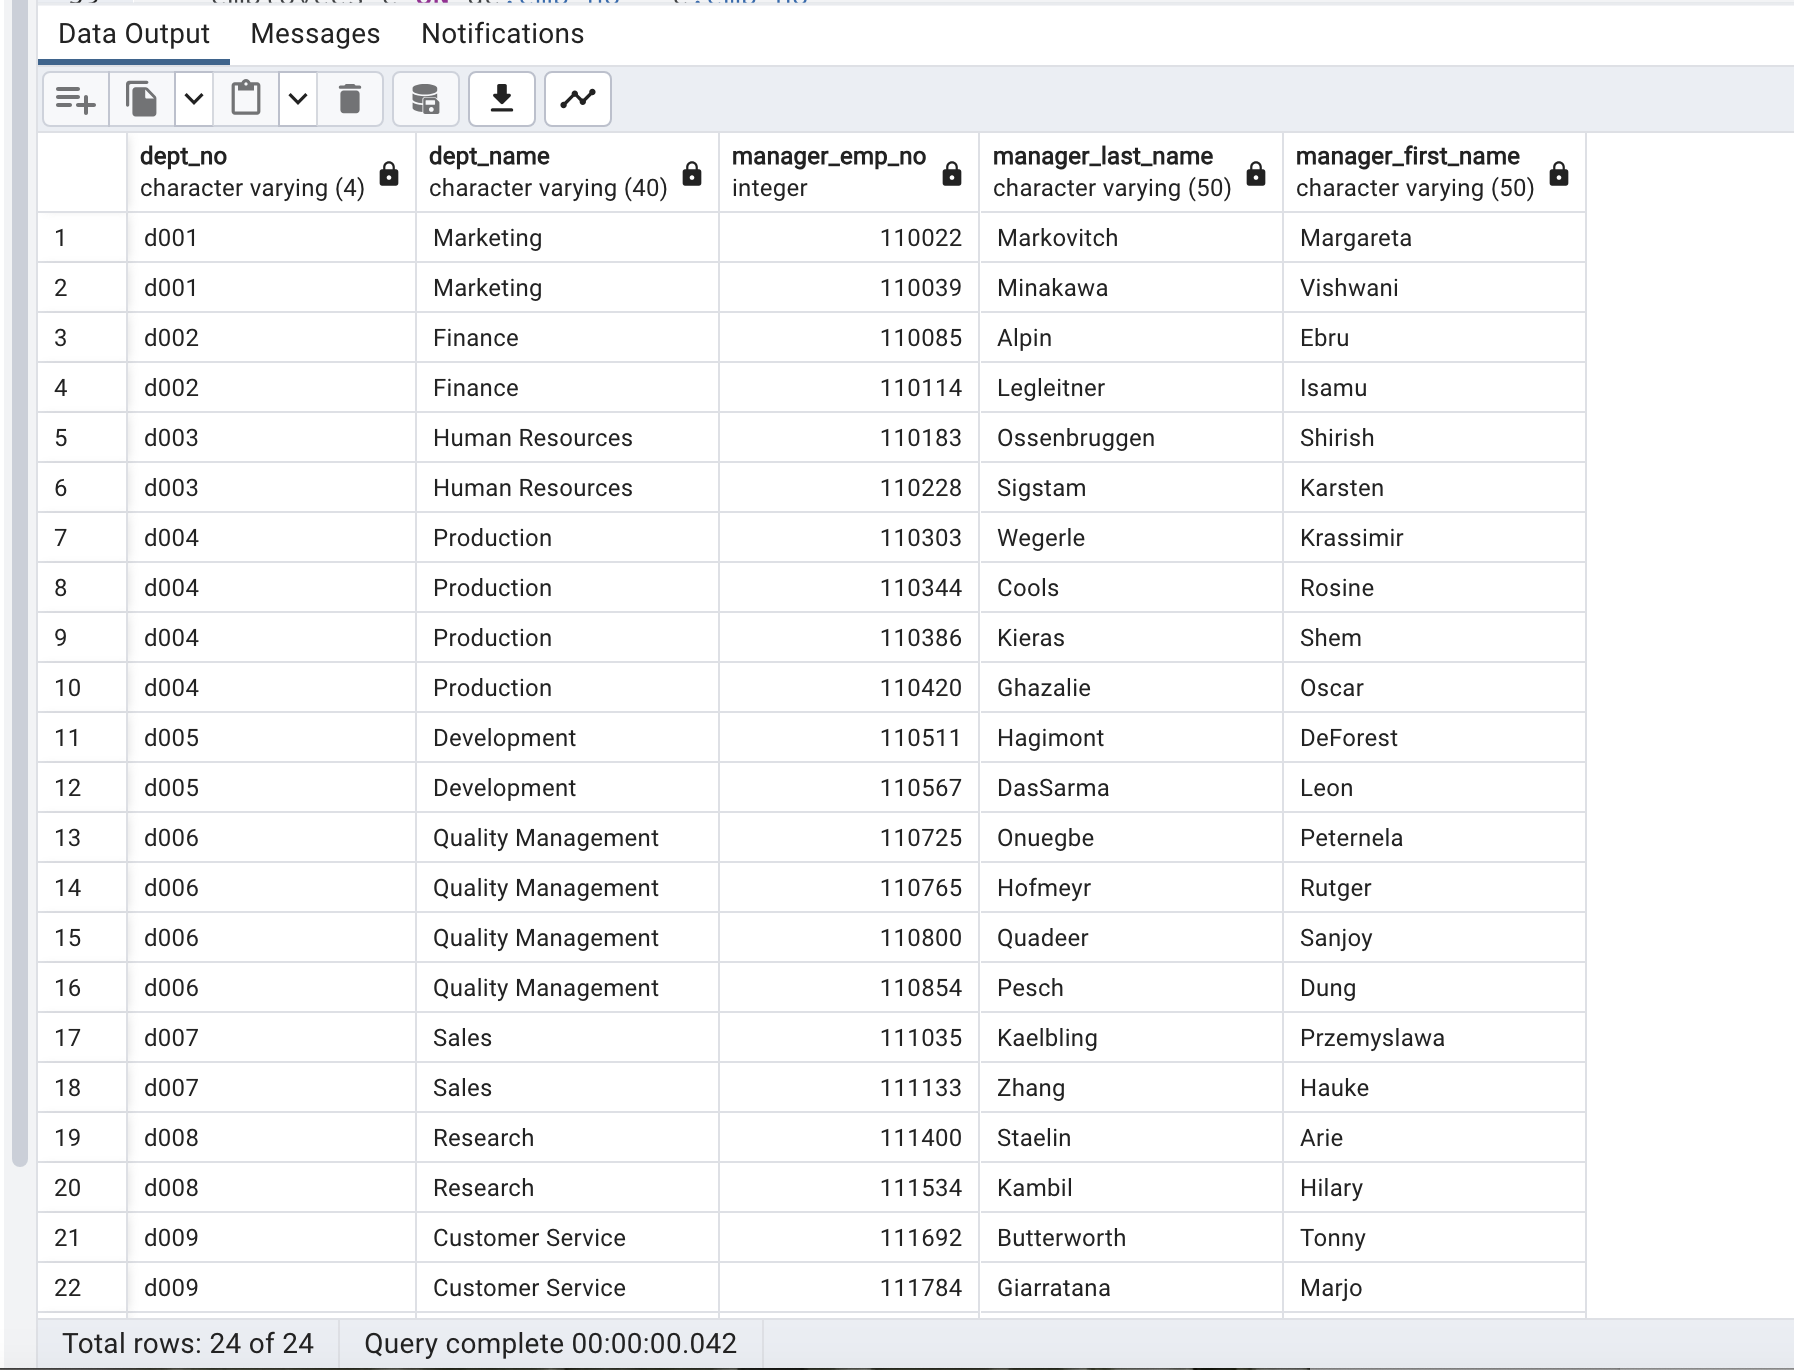 Data Output Messages Notifications
dept_no dept_name manager_emp_no manager_last_name manager_first_name
character varying (4) character varying (40) integer character varying (50) character varying (50)
1 d001 Marketing 110022 Markovitch Margareta
2 d001 Marketing 110039 Minakawa Vishwani
3 d002 Finance 110085 Alpin Ebru
4 d002 Finance 110114 Legleitner Isamu
5 d003 Human Resources 110183 Ossenbruggen Shirish
6 d003 Human Resources 110228 Sigstam Karsten
7 d004 Production 110303 Wegerle Krassimir
8 d004 Production 110344 Cools Rosine
9 d004 Production 110386 Kieras Shem
10 d004 Production 110420 Ghazalie Oscar
11 d005 Development 110511 Hagimont DeForest
12 d005 Development 110567 DasSarma Leon
13 d006 Quality Management 110725 Onuegbe Peternela
14 d006 Quality Management 110765 Hofmeyr Rutger
15 d006 Quality Management 110800 Quadeer Sanjoy
16 d006 Quality Management 110854 Pesch Dung
17 d007 Sales 111035 Kaelbling Przemyslawa
18 d007 Sales 111133 Zhang Hauke
19 d008 Research 111400 Staelin Arie
20 d008 Research 111534 Kambil Hilary
21 d009 Customer Service 111692 Butterworth Tonny
22 d009 Customer Service 111784 Giarratana Marjo
Total rows: 24 of 24 Query complete 00:00:00.042